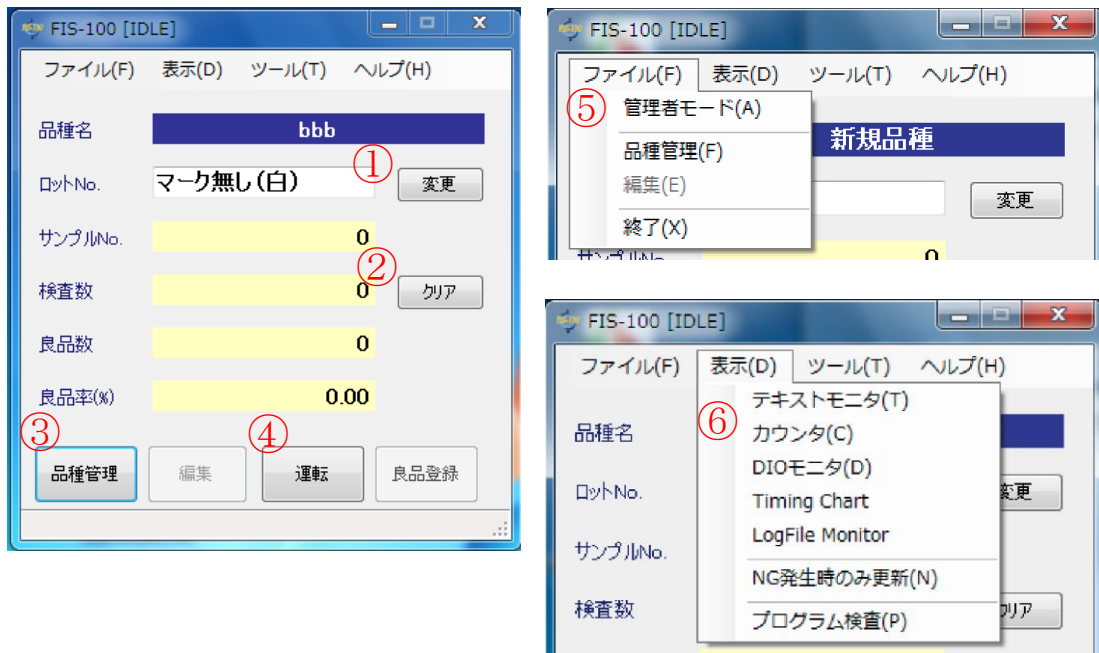 FIS-100 [IDLE]
ファイル(F) 表示(D) ツール(T) ヘルプ(H)
品種名 bbb
①
ロットNo. マーク無し(白) 変更
サンプルNo. 0
②
検査数 0 クリア
良品数 0
良品率(%) 0.00
③ ④
品種管理 編集 運転 良品登録
FIS-100 [IDLE]
ファイル(F) 表示(D) ツール(T) ヘルプ(H)
⑤ 管理者モード(A)
新規品種
品種管理(F)
編集(E)
変更
終了(X)
サンプルNo. 0
FIS-100 [IDLE]
ファイル(F) 表示(D) ツール(T) ヘルプ(H)
テキストモニタ(T)
⑥
品種名 カウンタ(C)
DIOモニタ(D)
ロットNo. Timing Chart 変更
LogFile Monitor
サンプルNo.
NG発生時のみ更新(N)
検査数 プログラム検査(P) リア